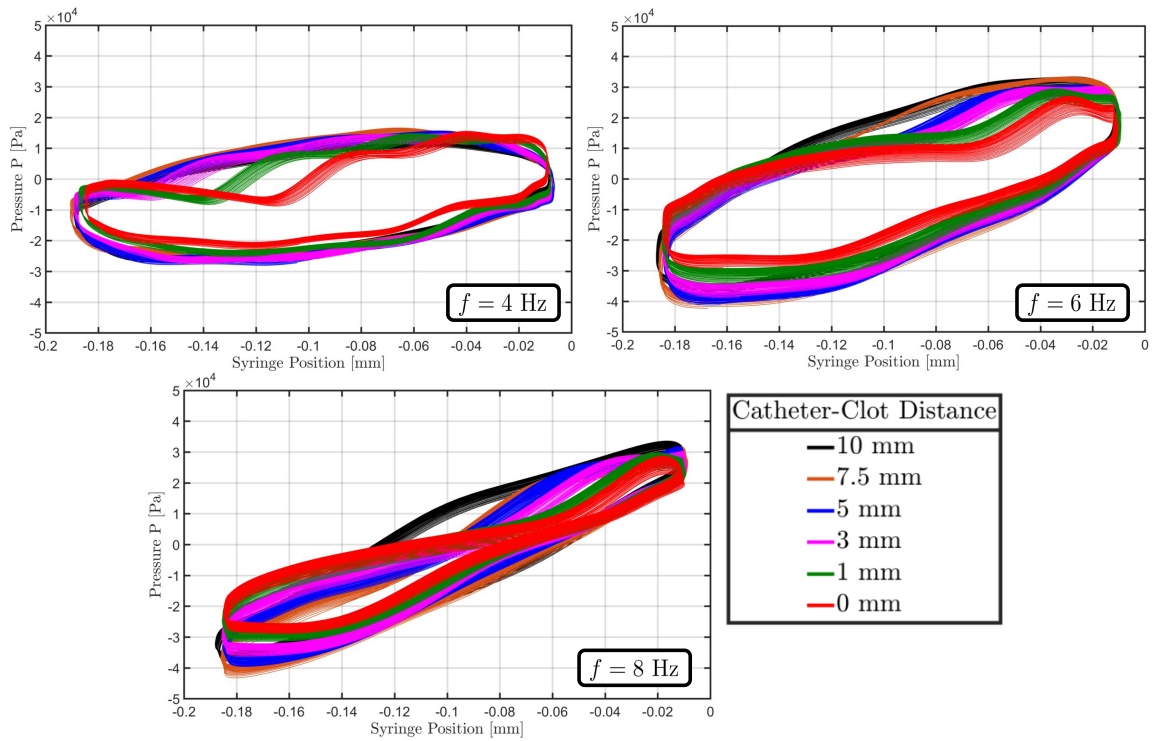 ×10⁴
5
4
3
2
1
0
-1
-2
-3
-4
-5
Pressure P [Pa]
-0.2 -0.18 -0.16 -0.14 -0.12 -0.1 -0.08 -0.06 -0.04 -0.02 0
Syringe Position [mm]
f = 4 Hz
×10⁴
5
4
3
2
1
0
-1
-2
-3
-4
-5
Pressure P [Pa]
-0.2 -0.18 -0.16 -0.14 -0.12 -0.1 -0.08 -0.06 -0.04 -0.02 0
Syringe Position [mm]
f = 6 Hz
×10⁴
5
4
3
2
1
0
-1
-2
-3
-4
-5
Pressure P [Pa]
-0.2 -0.18 -0.16 -0.14 -0.12 -0.1 -0.08 -0.06 -0.04 -0.02 0
Syringe Position [mm]
f = 8 Hz
Catheter-Clot Distance
10 mm
7.5 mm
5 mm
3 mm
1 mm
0 mm